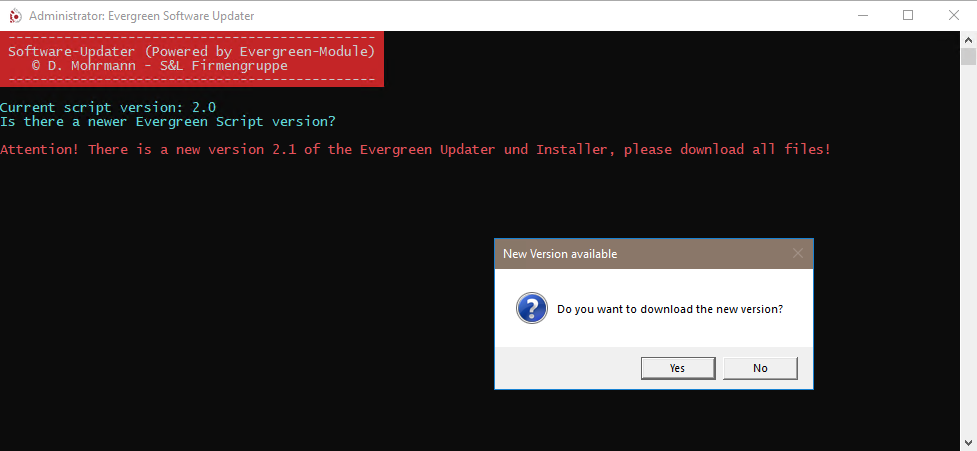 Administrator: Evergreen Software Updater
----------------------------------------------
Software-Updater (Powered by Evergreen-Module)
© D. Mohrmann - S&L Firmengruppe
----------------------------------------------
Current script version: 2.0
Is there a newer Evergreen Script version?
Attention! There is a new version 2.1 of the Evergreen Updater und Installer, please download all files!
New Version available
?
Do you want to download the new version?
Yes
No